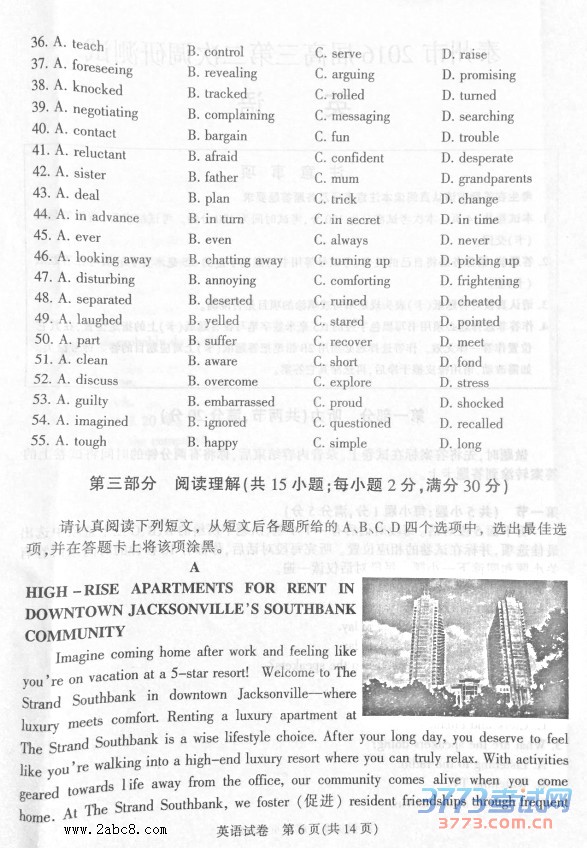 36. A. teach B. control C. serve D. raise
37. A. foreseeing B. revealing C. arguing D. promising
38. A. knocked B. tracked C. rolled D. turned
39. A. negotiating B. complaining C. messaging D. searching
40. A. contact B. bargain C. fun D. trouble
41. A. reluctant B. afraid C. confident D. desperate
42. A. sister B. father C. mum D. grandparents
43. A. deal B. plan C. trick D. change
44. A. in advance B. in turn C. in secret D. in time
45. A. ever B. even C. always D. never
46. A. looking away B. chatting away C. turning up D. picking up
47. A. disturbing B. annoying C. comforting D. frightening
48. A. separated B. deserted C. ruined D. cheated
49. A. laughed B. yelled C. stared D. pointed
50. A. part B. suffer C. recover D. meet
51. A. clean B. aware C. short D. fond
52. A. discuss B. overcome C. explore D. stress
53. A. guilty B. embarrassed C. proud D. shocked
54. A. imagined B. ignored C. questioned D. recalled
55. A. tough B. happy C. simple D. long
第三部分 阅读理解(共15小题;每小题2分,满分30分)
请认真阅读下列短文，从短文后各题所给的A、B、C、D四个选项中，选出最佳选
项,并在答题卡上将该项涂黑。
A
HIGH-RISE APARTMENTS FOR RENT IN
DOWNTOWN JACKSONVILLE'S SOUTHBANK
COMMUNITY
Imagine coming home after work and feeling like
you're on vacation at a 5-star resort! Welcome to The
Strand Southbank in downtown Jacksonville—where
luxury meets comfort. Renting a luxury apartment at
The Strand Southbank is a wise lifestyle choice. After your long day, you deserve to feel
like you're walking into a high-end luxury resort where you can truly relax. With activities
geared towards life away from the office, our community comes alive when you come
home. At The Strand Southbank, we foster (促进) resident friendships through frequent
www.2abc8.com
英语试卷 第6页(共14页)
3773考试网
3773.com.cn